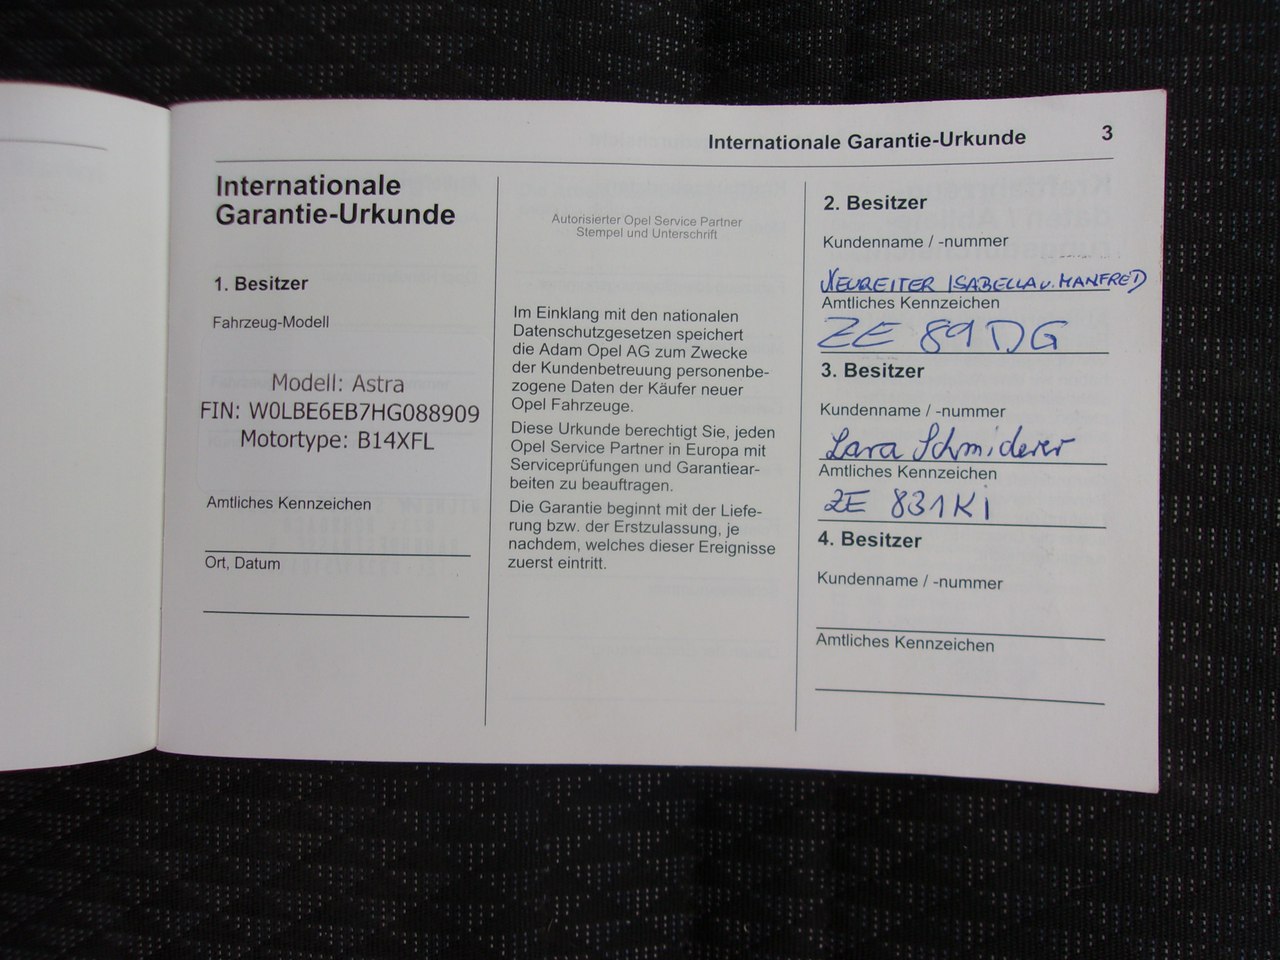 Internationale Garantie-Urkunde 3
Internationale
Garantie-Urkunde
1. Besitzer
Fahrzeug-Modell
Modell: Astra
FIN: W0LBE6EB7HG088909
Motortype: B14XFL
Amtliches Kennzeichen
Ort, Datum
Autorisierter Opel Service Partner
Stempel und Unterschrift
Im Einklang mit den nationalen
Datenschutzgesetzen speichert
die Adam Opel AG zum Zwecke
der Kundenbetreuung personenbe-
zogene Daten der Käufer neuer
Opel Fahrzeuge.
Diese Urkunde berechtigt Sie, jeden
Opel Service Partner in Europa mit
Serviceprüfungen und Garantiear-
beiten zu beauftragen.
Die Garantie beginnt mit der Liefe-
rung bzw. der Erstzulassung, je
nachdem, welches dieser Ereignisse
zuerst eintritt.
2. Besitzer
Kundenname / -nummer
NEUREITER ISABELLA u. MANFRED
Amtliches Kennzeichen
ZE 89 DG
3. Besitzer
Kundenname / -nummer
Lara Schmiderer
Amtliches Kennzeichen
ZE 831KI
4. Besitzer
Kundenname / -nummer
Amtliches Kennzeichen